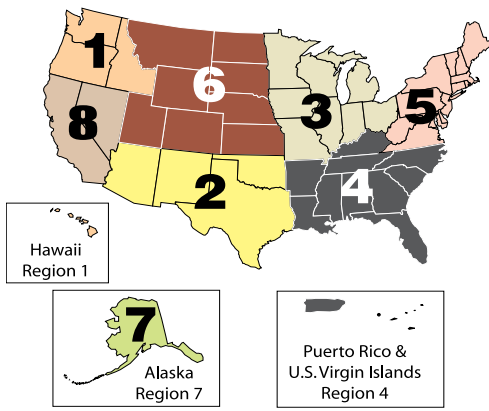 1
6
3
5
8
4
2
Hawaii
Region 1
7
Alaska
Region 7
Puerto Rico &
U.S. Virgin Islands
Region 4